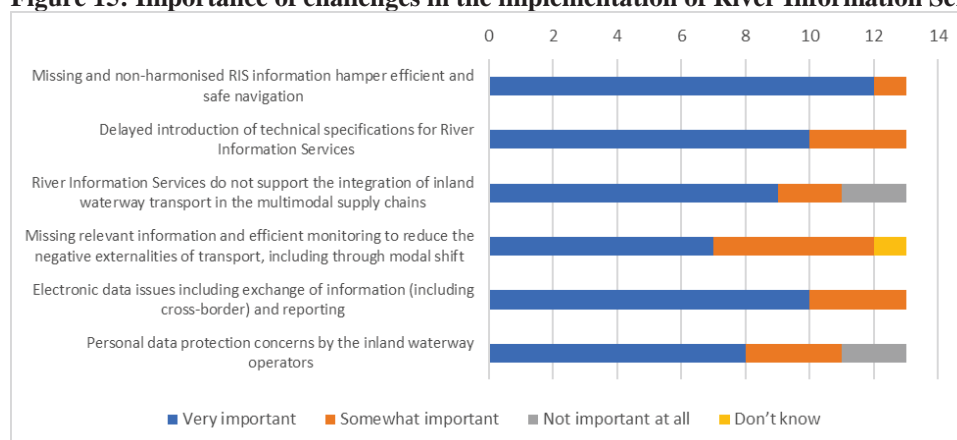 Figure 15: Importance of challenges in the implementation of River Information Se
0 2 4 6 8 10 12 14
Missing and non-harmonised RIS information hamper efficient and
safe navigation
Delayed introduction of technical specifications for River
Information Services
River Information Services do not support the integration of inland
waterway transport in the multimodal supply chains
Missing relevant information and efficient monitoring to reduce the
negative externalities of transport, including through modal shift
Electronic data issues including exchange of information (including
cross-border) and reporting
Personal data protection concerns by the inland waterway
operators
Very important Somewhat important Not important at all Don't know